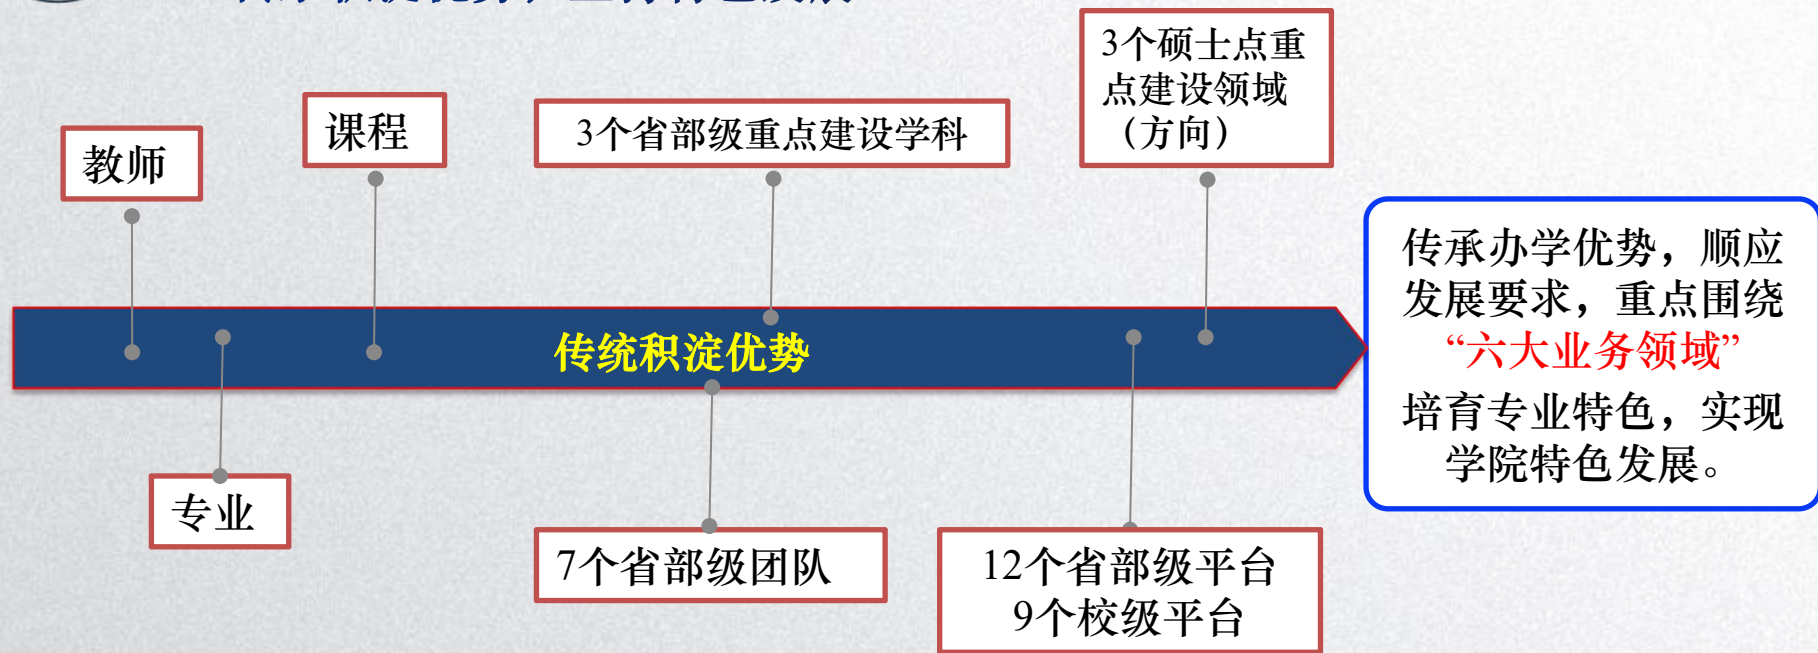 3个硕士点重
点建设领域
（方向）
课程
3个省部级重点建设学科
教师
传承办学优势，顺应
发展要求，重点围绕
“六大业务领域”
培育专业特色，实现
学院特色发展。
传统积淀优势
专业
7个省部级团队
12个省部级平台
9个校级平台